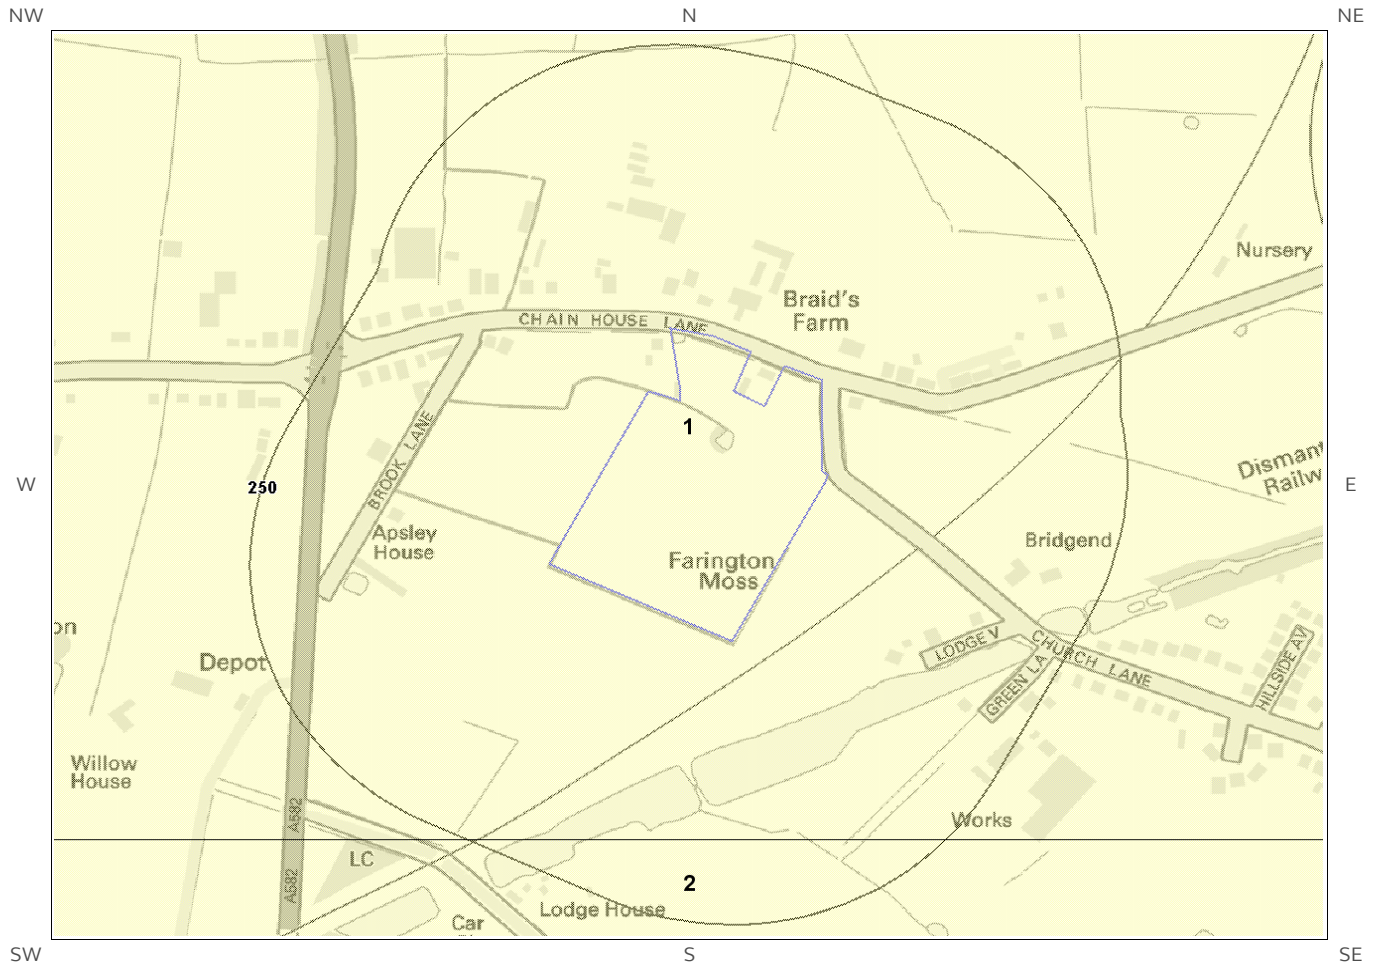 NW
N
NE
Nursery
Braid's
Farm
CHAIN HOUSE LANE
1
BROOK LANE
W
E
250
Disman
Railw
Apsley
House
Bridgend
Farington
Moss
on
LODGE V
CHURCH LANE
HILLSIDE AV
GREEN LA
Depot
Willow
House
A582
Works
LC
A582
2
Lodge House
Car
SW
S
SE